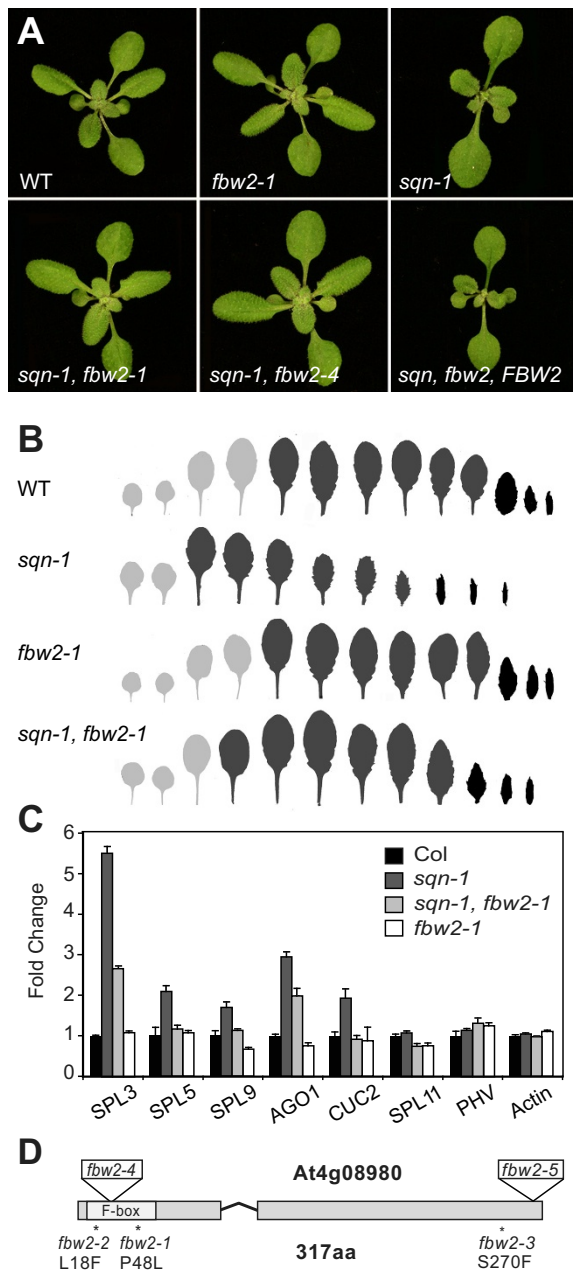 A
WT
fbw2-1
sqn-1
sqn-1, fbw2-1
sqn-1, fbw2-4
sqn, fbw2, FBW2
B
WT
sqn-1
fbw2-1
sqn-1, fbw2-1
C
Fold Change
6
5
4
3
2
1
0
Col
sqn-1
sqn-1, fbw2-1
fbw2-1
SPL3
SPL5
SPL9
AGO1
CUC2
SPL11
PHV
Actin
D
fbw2-4
At4g08980
fbw2-5
F-box
* * *
fbw2-2 fbw2-1 317aa fbw2-3
L18F P48L S270F